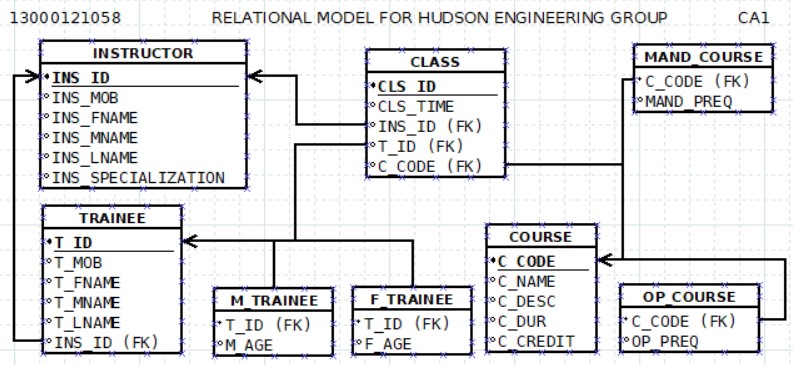 13000121058 RELATIONAL MODEL FOR HUDSON ENGINEERING GROUP CA1
INSTRUCTOR
INS_ID
INS_MOB
INS_FNAME
INS_MNAME
INS_LNAME
INS_SPECIALIZATION
CLASS
CLS_ID
CLS_TIME
INS_ID (FK)
T_ID (FK)
C_CODE (FK)
MAND_COURSE
C_CODE (FK)
MAND_PREQ
TRAINEE
T_ID
T_MOB
T_FNAME
T_MNAME
T_LNAME
INS_ID (FK)
M_TRAINEE
T_ID (FK)
M_AGE
F_TRAINEE
T_ID (FK)
F_AGE
COURSE
C_CODE
C_NAME
C_DESC
C_DUR
C_CREDIT
OP_COURSE
C_CODE (FK)
OP_PREQ